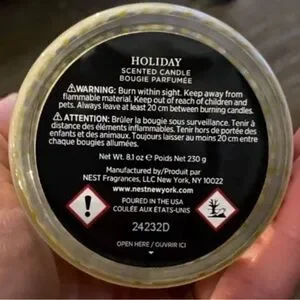 HOLIDAY
SCENTED CANDLE
BOUGIE PARFUMÉE
⚠WARNING: Burn within sight. Keep away from
flammable material. Keep out of reach of children and
pets. Always leave at least 20 cm between burning candles.
⚠ ATTENTION: Brûler la bougie sous surveillance. Tenir à
distance des éléments inflammables. Tenir hors de portée des
enfants et des animaux. Toujours laisser au moins 20 cm entre
chaque bougies allumées.
Net Wt. 8.1 oz ℮ Poids Net 230 g
Manufactured by/Produit par
NEST Fragrances, LLC New York, NY 10022
www.nestnewyork.com
POURED IN THE USA
COULÉE AUX ÉTATS-UNIS
24232D
OPEN HERE / OUVRIR ICI